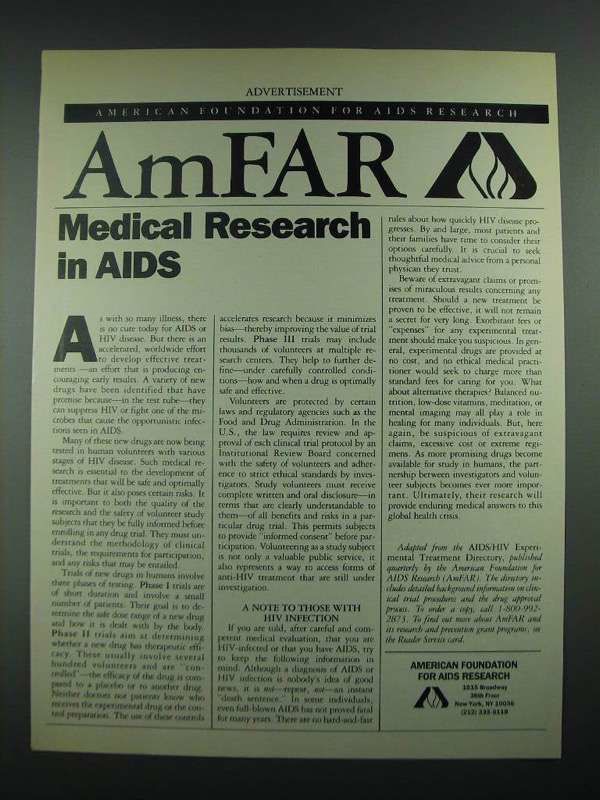 ADVERTISEMENT
AMERICAN FOUNDATION FOR AIDS RESEARCH
AmFAR
Medical Research
in AIDS
As with so many illness, there
is no cure today for AIDS or
HIV disease. But there is an
accelerated, worldwide effort
to develop effective treat-
ments—an effort that is producing en-
couraging early results. A variety of new
drugs have been identified that have
promise because—in the test tube—they
can suppress HIV or fight one of the mi-
crobes that cause the opportunistic infec-
tions seen in AIDS.
Many of these new drugs are now being
tested in human volunteers with various
stages of HIV disease. Such medical re-
search is essential to the development of
treatments that will be safe and optimally
effective. But it also poses certain risks. It
is important to both the quality of the
research and the safety of volunteer study
subjects that they be fully informed before
enrolling in any drug trial. They must un-
derstand the methodology of clinical
trials, the requirements for participation,
and any risks that may be entailed.
Trials of new drugs in humans involve
three phases of testing. Phase I trials are
of short duration and involve a small
number of patients. Their goal is to de-
termine the safe dose range of a new drug
and how it is dealt with by the body.
Phase II trials aim at determining
whether a new drug has therapeutic effi-
cacy. These usually involve several
hundred volunteers and are "con-
trolled"—the efficacy of the drug is com-
pared to a placebo or to another drug.
Neither doctors not patients know who
receives the experimental drug or the con-
trol preparation. The use of these controls
accelerates research because it minimizes
bias—thereby improving the value of trial
results. Phase III trials may include
thousands of volunteers at multiple re-
search centers. They help to further de-
fine—under carefully controlled condi-
tions—how and when a drug is optimally
safe and effective.
Volunteers are protected by certain
laws and regulatory agencies such as the
Food and Drug Administration. In the
U.S., the law requires review and ap-
proval of each clinical trial protocol by an
Institutional Review Board concerned
with the safety of volunteers and adher-
ence to strict ethical standards by inves-
tigators. Study volunteers must receive
complete written and oral disclosure—in
terms that are clearly understandable to
them—of all benefits and risks in a par-
ticular drug trial. This permits subjects
to provide "informed consent" before par-
ticipation. Volunteering as a study subject
is not only a valuable public service, it
also represents a way to access forms of
anti-HIV treatment that are still under
investigation.
A NOTE TO THOSE WITH
HIV INFECTION
If you are told, after careful and com-
petent medical evaluation, that you are
HIV-infected or that you have AIDS, try
to keep the following information in
mind. Although a diagnosis of AIDS or
HIV infection is nobody's idea of good
news, it is not—repeat, not—an instant
"death sentence." In some individuals,
even full-blown AIDS has not proved fatal
for many years. There are no hard-and-fast
rules about how quickly HIV disease pro-
gresses. By and large, most patients and
their families have time to consider their
options carefully. It is crucial to seek
thoughtful medical advice from a personal
physican they trust.
Beware of extravagant claims or prom-
ises of miraculous results concerning any
treatment. Should a new treatment be
proven to be effective, it will not remain
a secret for very long. Exorbitant fees or
"expenses" for any experimental treat-
ment should make you suspicious. In gen-
eral, experimental drugs are provided at
no cost, and no ethical medical practi-
tioner would seek to charge more than
standard fees for caring for you. What
about alternative therapies? Balanced nu-
trition, low-dose vitamins, meditation, or
mental imaging may all play a role in
healing for many individuals. But, here
again, be suspicious of extravagant
claims, excessive cost or extreme regi-
mens. As more promising drugs become
available for study in humans, the part-
nership between investigators and volun-
teer subjects becomes ever more impor-
tant. Ultimately, their research will
provide enduring medical answers to this
global health crisis.
Adapted from the AIDS/HIV Experi-
mental Treatment Directory, published
quarterly by the American Foundation for
AIDS Research (AmFAR). The directory in-
cludes detailed background information on clin-
ical trial procedures and the drug approval
process. To order a copy, call 1-800-992-
2873. To find out more about AmFAR and
its research and prevention grant programs, see
the Reader Service card.
AMERICAN FOUNDATION
FOR AIDS RESEARCH
1515 Broadway
36th Floor
New York, NY 10036
(212) 333-3118